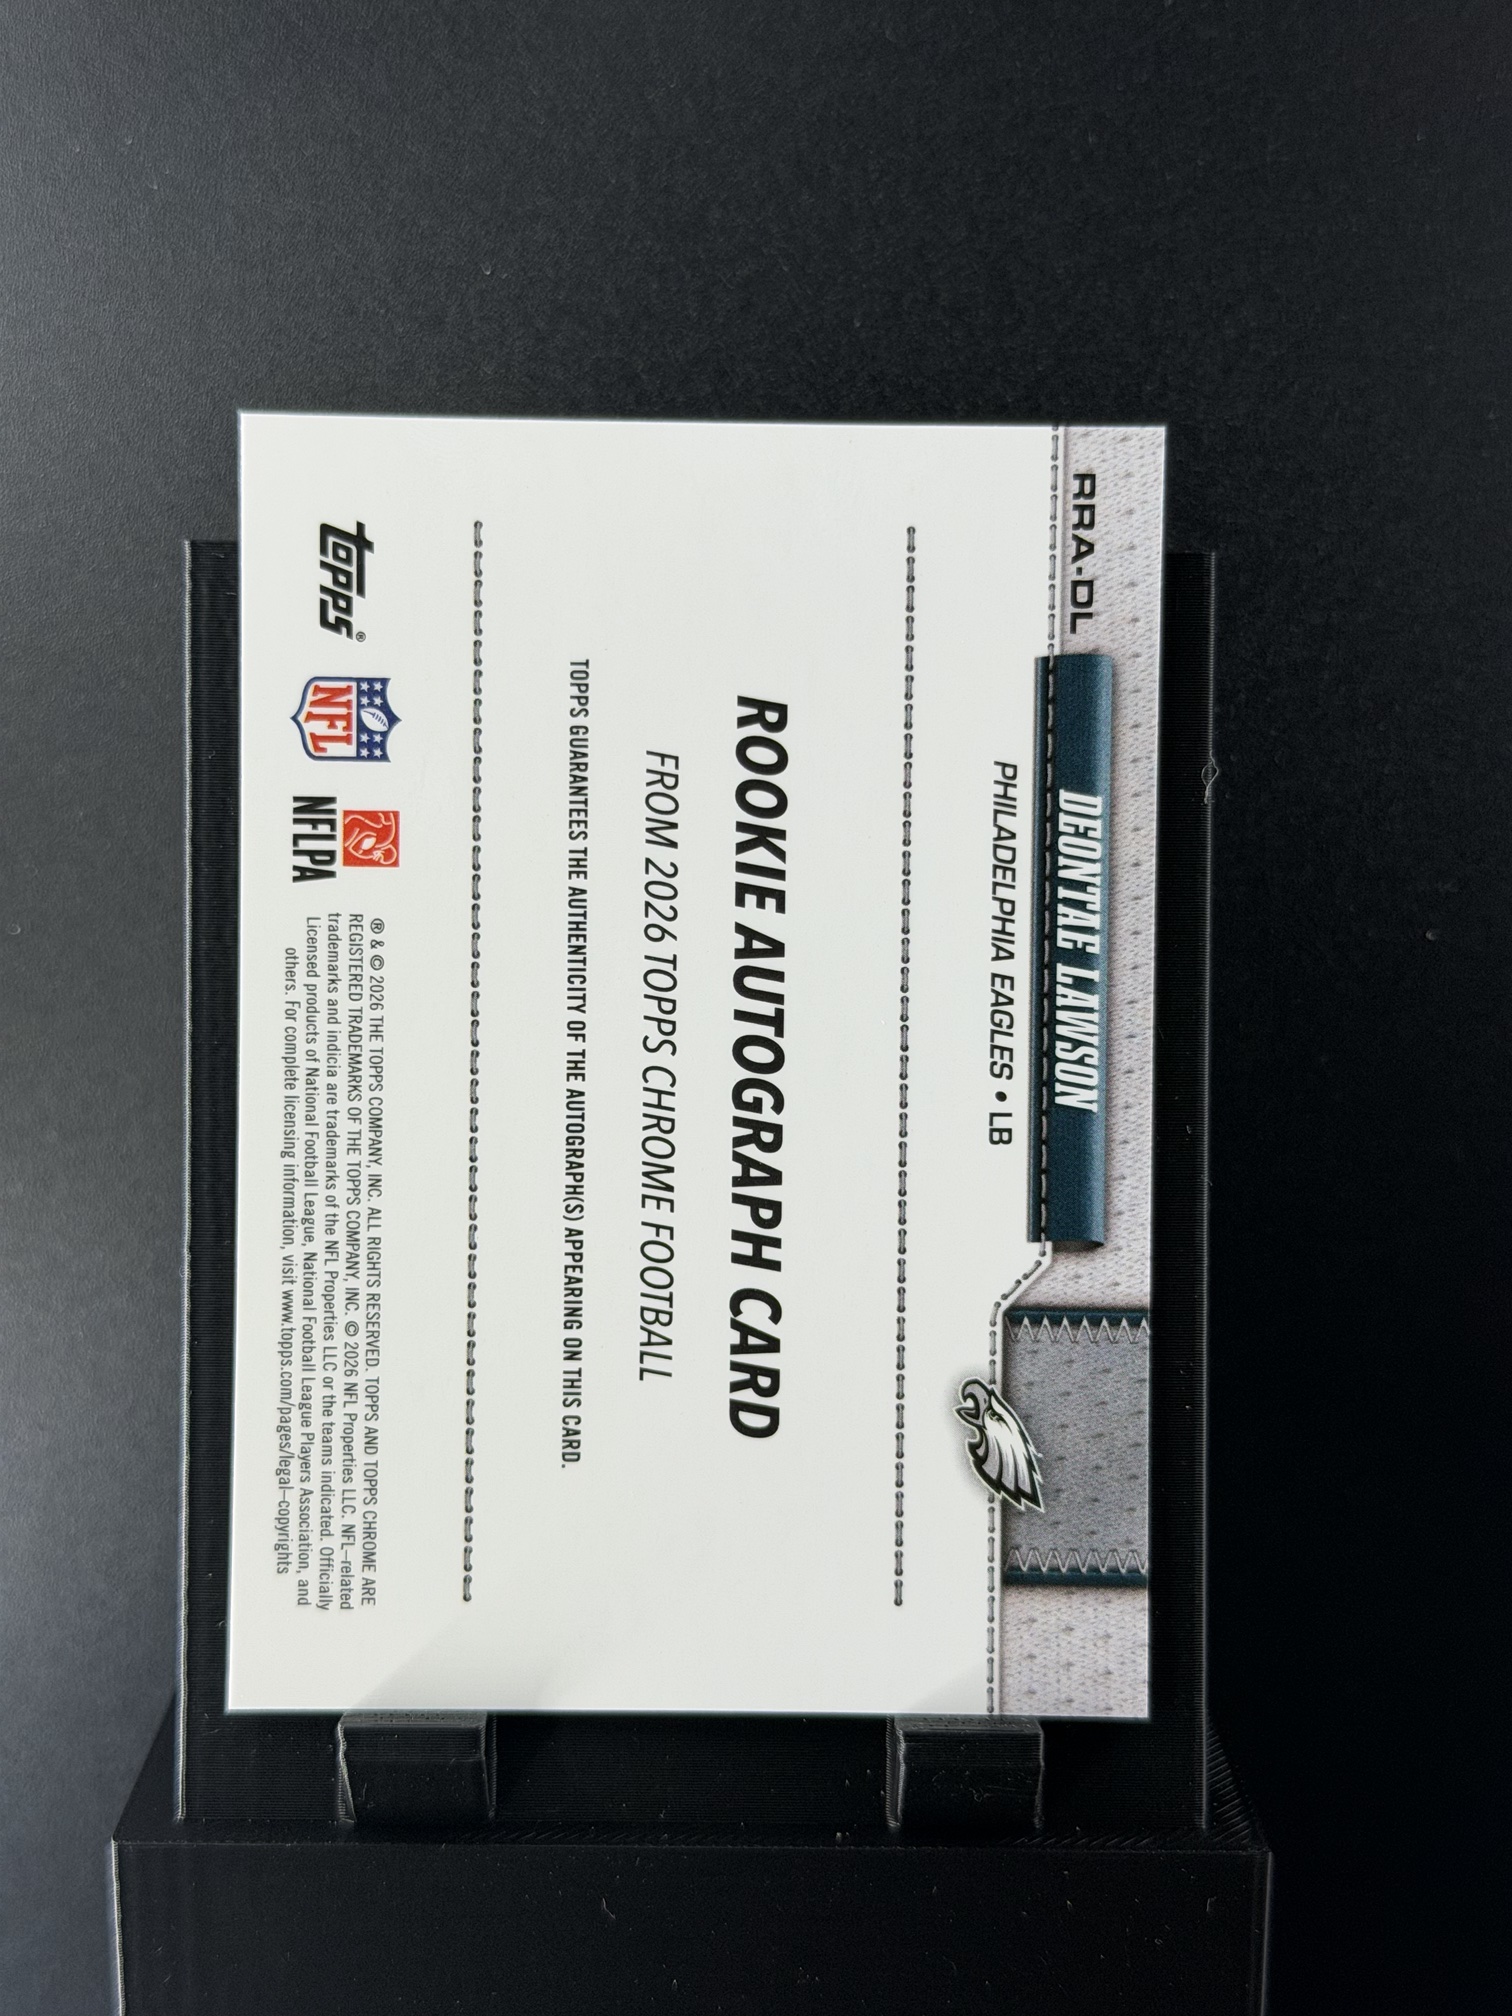 RRA-DL
DEONTAE LAWSON
PHILADELPHIA EAGLES • LB
ROOKIE AUTOGRAPH CARD
FROM 2026 TOPPS CHROME FOOTBALL
TOPPS GUARANTEES THE AUTHENTICITY OF THE AUTOGRAPH(S) APPEARING ON THIS CARD.
topps®
NFL
NFLPA
® & © 2026 THE TOPPS COMPANY, INC. ALL RIGHTS RESERVED. TOPPS AND TOPPS CHROME ARE
REGISTERED TRADEMARKS OF THE TOPPS COMPANY, INC. © 2026 NFL Properties LLC. NFL-related
trademarks and indicia are trademarks of the NFL Properties LLC or the teams indicated. Officially
Licensed products of National Football League, National Football League Players Association, and
others. For complete licensing information, visit www.topps.com/pages/legal-copyrights